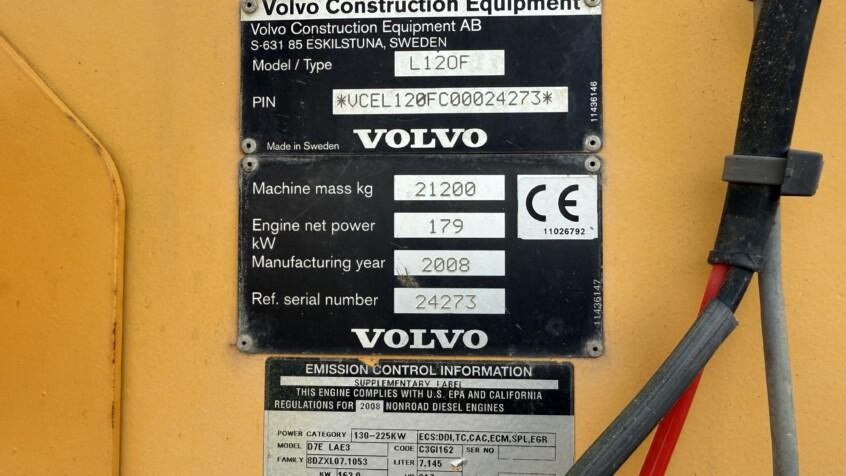 Volvo Construction Equipment
Volvo Construction Equipment AB
S-631 85 ESKILSTUNA, SWEDEN
Model / Type L120F
PIN *VCEL120FC00024273*
11436146
Made in Sweden VOLVO
Machine mass kg 21200
CE
Engine net power kW 179
11026792
Manufacturing year 2008
Ref. serial number 24273
11436147
VOLVO
EMISSION CONTROL INFORMATION
SUPPLEMENTARY LABEL
THIS ENGINE COMPLIES WITH U.S. EPA AND CALIFORNIA
REGULATIONS FOR 2008 NONROAD DIESEL ENGINES
POWER CATEGORY 130-225KW ECS:DDI,TC,CAC,ECM,SPL,EGR
MODEL D7E LAE3 CODE C3GI162 SER NO
FAMILY 8DZXL07.1053 LITER 7.145
KW 162.0